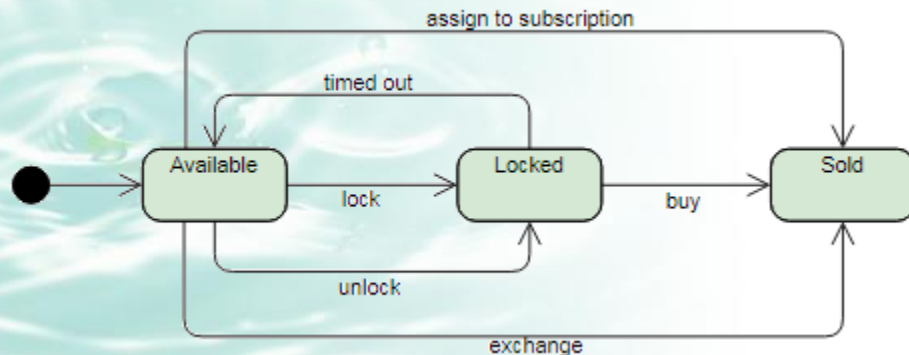 assign to subscription
timed out
Available
Locked
Sold
lock
buy
unlock
exchange